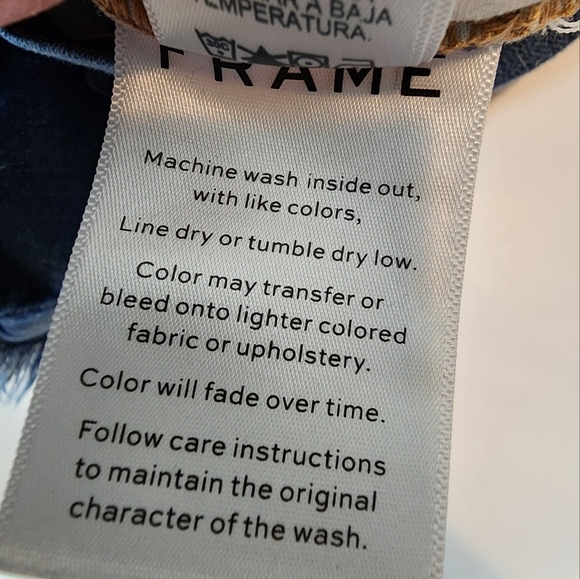 A BAJA
TEMPERATURA.
FRAME
Machine wash inside out,
with like colors,
Line dry or tumble dry low.
Color may transfer or
bleed onto lighter colored
fabric or upholstery.
Color will fade over time.
Follow care instructions
to maintain the original
character of the wash.